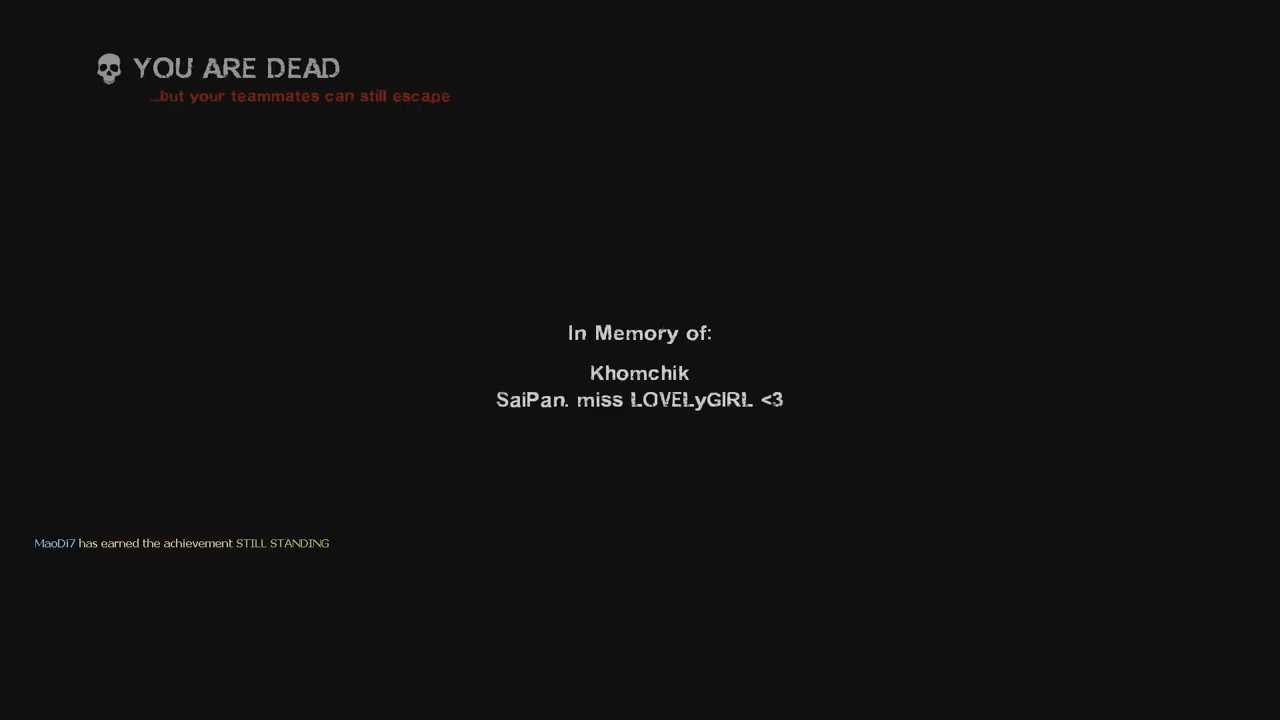 YOU ARE DEAD
...but your teammates can still escape
In Memory of:
Khomchik
SaiPan. miss LOVELyGIRL <3
MaoDi7 has earned the achievement STILL STANDING